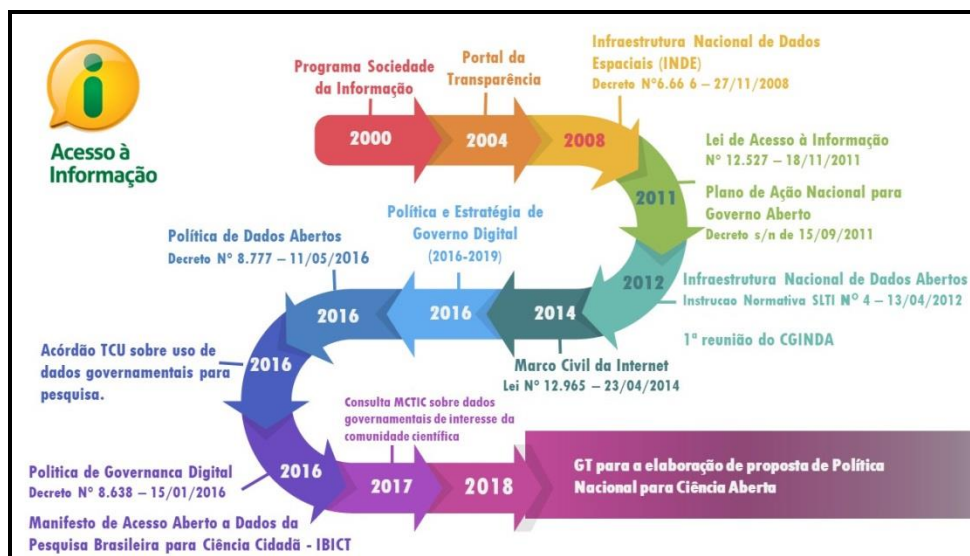 Acesso à
Informação
Programa Sociedade
da Informação
2000
Portal da
Transparência
2004
Infraestrutura Nacional de Dados
Espaciais (INDE)
Decreto N°6.66 6 – 27/11/2008
2008
Lei de Acesso à Informação
N° 12.527 – 18/11/2011
2011
Plano de Ação Nacional para
Governo Aberto
Decreto s/n de 15/09/2011
2012
Infraestrutura Nacional de Dados Abertos
Instrucao Normativa SLTI N° 4 – 13/04/2012
1ª reunião do CGINDA
2014
Marco Civil da Internet
Lei N° 12.965 – 23/04/2014
Política e Estratégia de
Governo Digital
(2016-2019)
2016
Política de Dados Abertos
Decreto N° 8.777 – 11/05/2016
2016
Acórdão TCU sobre uso de
dados governamentais para
pesquisa.
2016
Politica de Governanca Digital
Decreto N° 8.638 – 15/01/2016
2016
Manifesto de Acesso Aberto a Dados da
Pesquisa Brasileira para Ciência Cidadã - IBICT
Consulta MCTIC sobre dados
governamentais de interesse da
comunidade científica
2017
2018
GT para a elaboração de proposta de Política
Nacional para Ciência Aberta